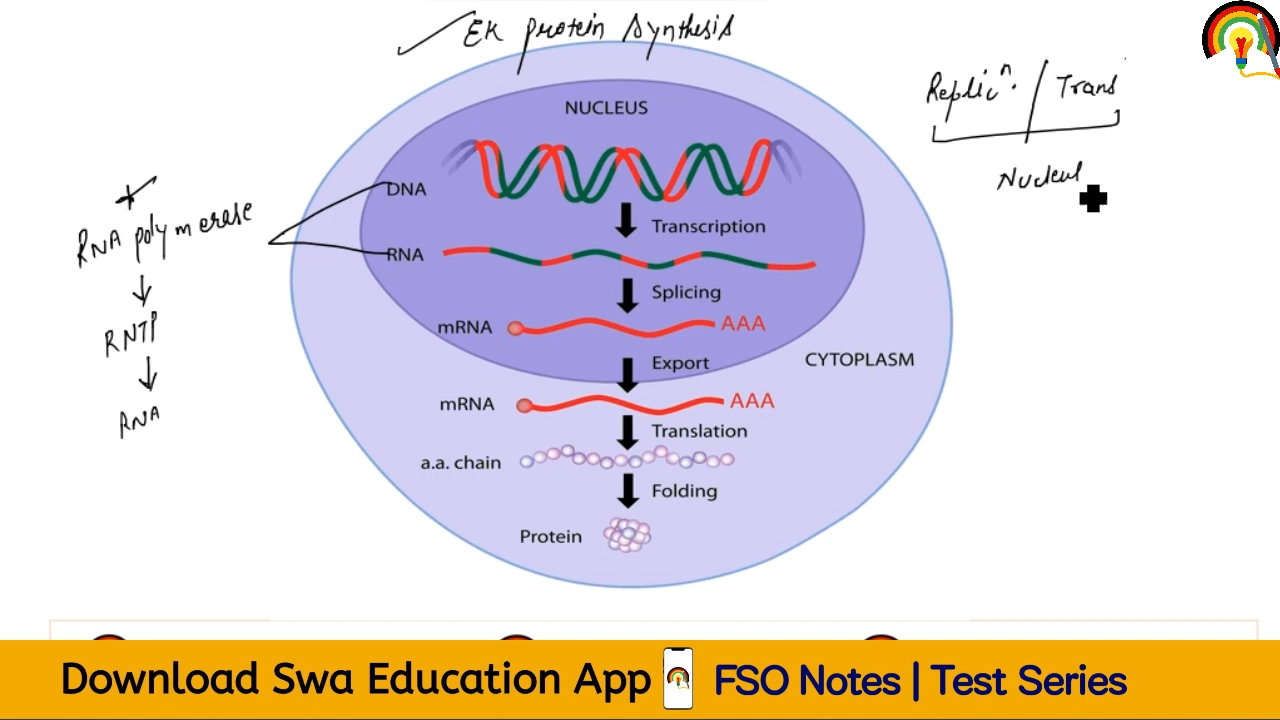 EK protein synthesis
Replicⁿ. / Trans
Nucleul
NUCLEUS
DNA
Transcription
RNA polymerase
RNA
Splicing
RNTP
mRNA
AAA
Export
CYTOPLASM
RNA
mRNA
AAA
Translation
a.a. chain
Folding
Protein
Download Swa Education App FSO Notes | Test Series